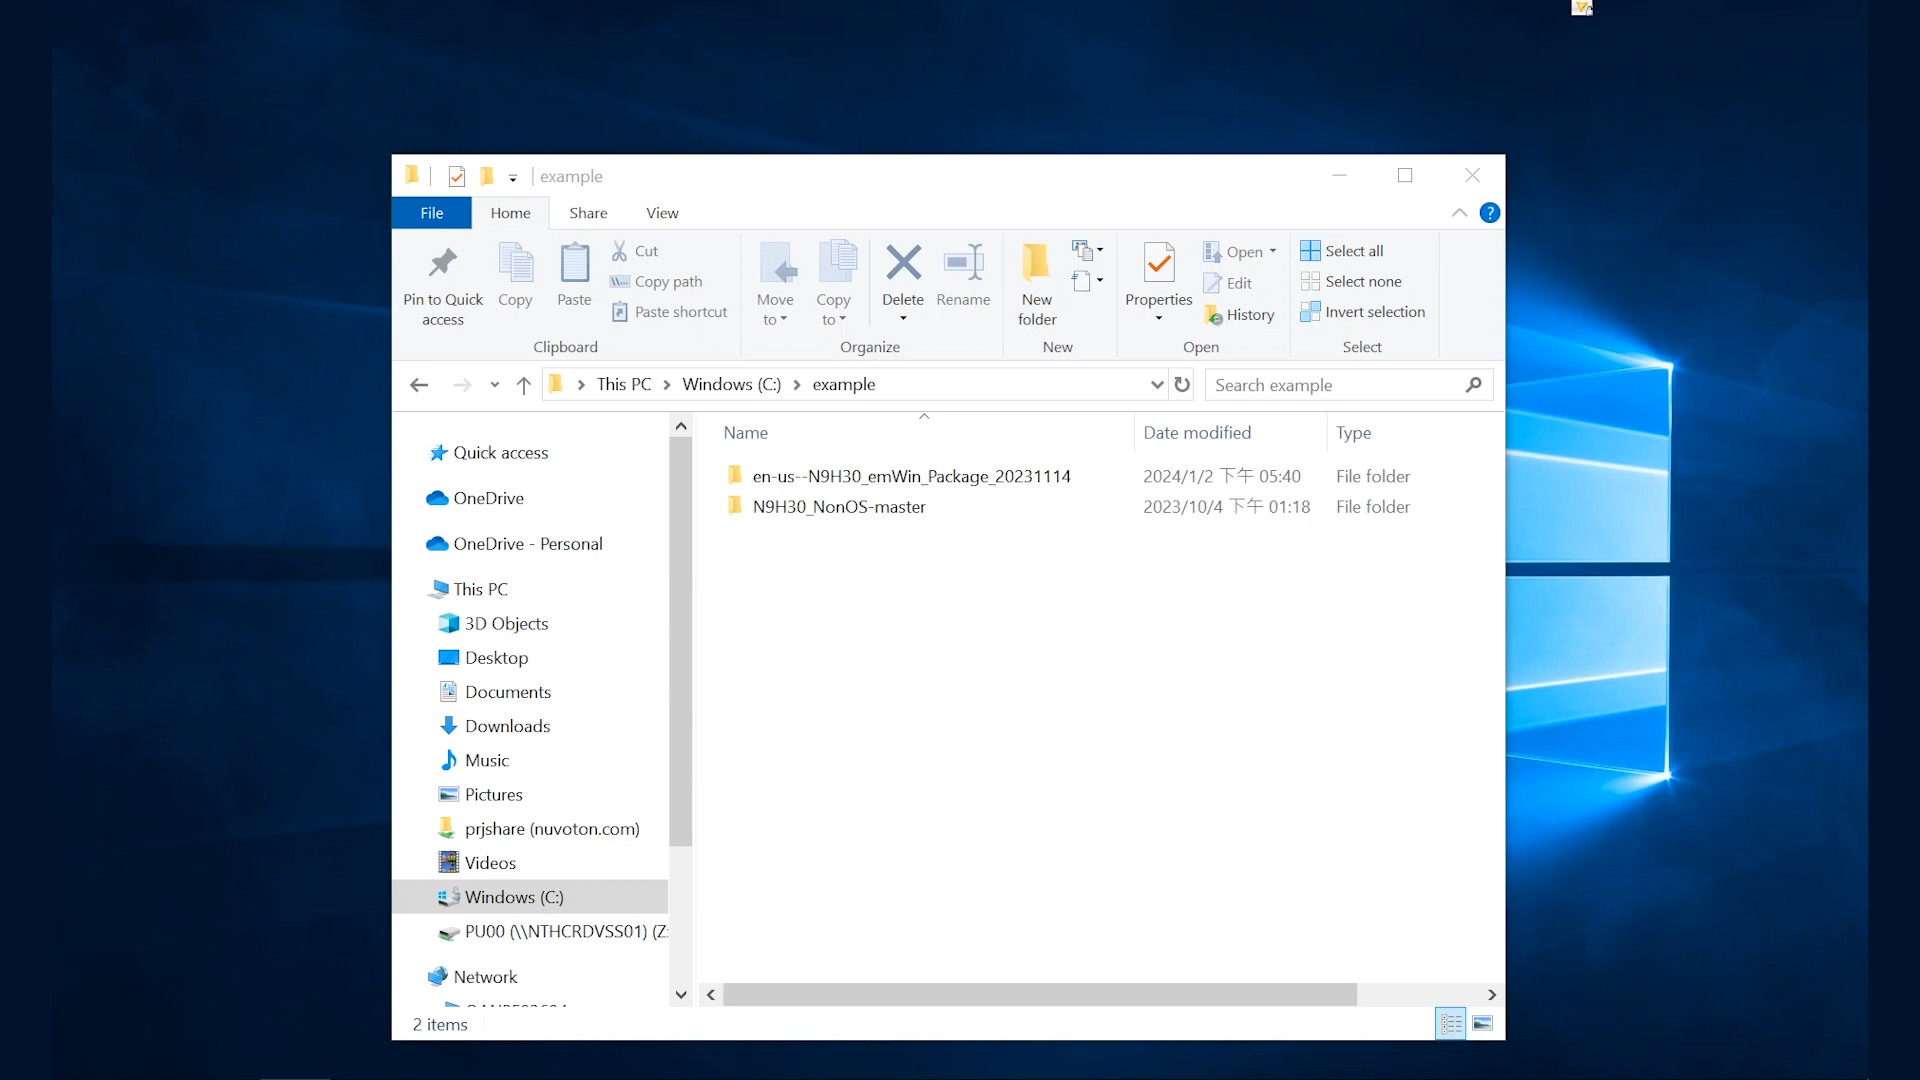 example
File Home Share View
Pin to Quick access
Copy
Paste
Cut
Copy path
Paste shortcut
Clipboard
Move to
Copy to
Delete
Rename
Organize
New folder
New
Properties
Open
Edit
History
Open
Select all
Select none
Invert selection
Select
This PC Windows (C:) example
Search example
Name Date modified Type
en-us--N9H30_emWin_Package_20231114 2024/1/2 下午 05:40 File folder
N9H30_NonOS-master 2023/10/4 下午 01:18 File folder
Quick access
OneDrive
OneDrive - Personal
This PC
3D Objects
Desktop
Documents
Downloads
Music
Pictures
prjshare (nuvoton.com)
Videos
Windows (C:)
PU00 (\\NTHCRDVSS01) (Z:
Network
2 items